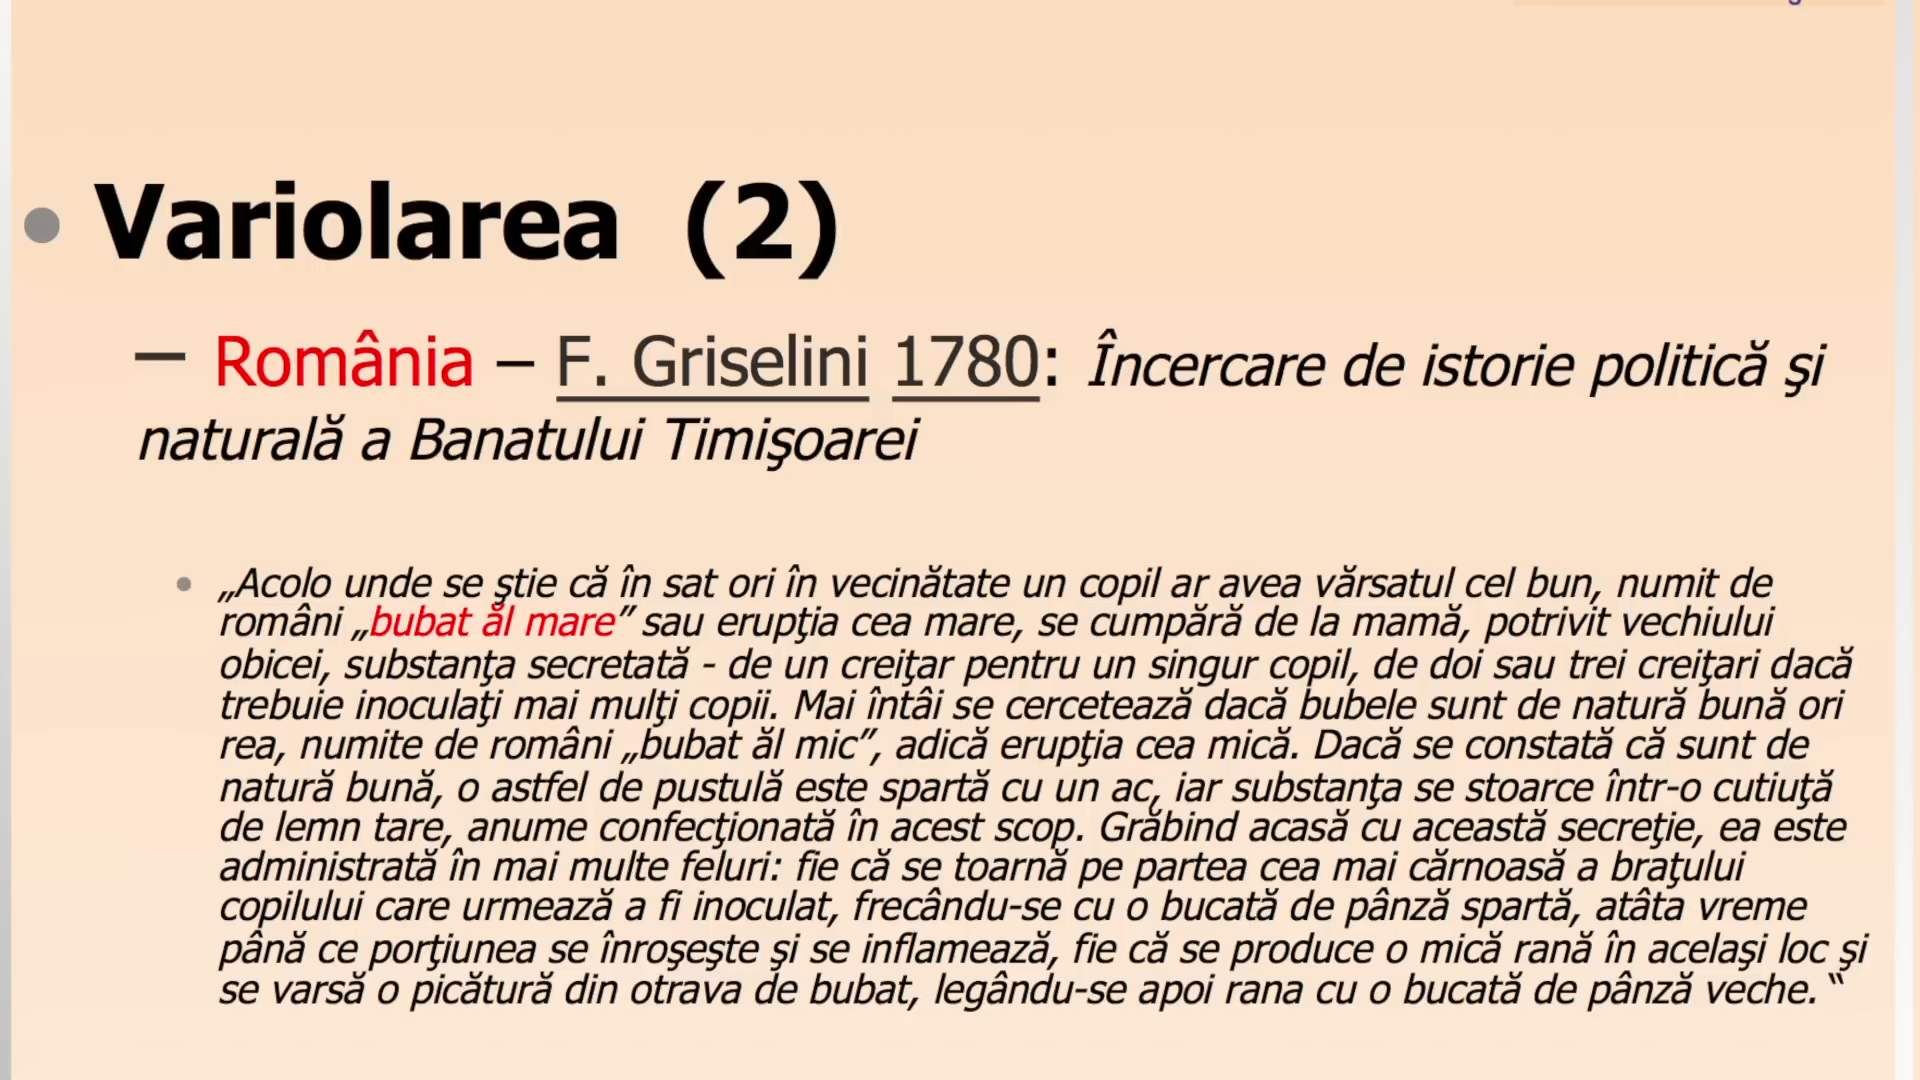 • Variolarea (2)
– România – F. Griselini 1780: Încercare de istorie politică şi
naturală a Banatului Timişoarei
• „Acolo unde se ştie că în sat ori în vecinătate un copil ar avea vărsatul cel bun, numit de
români „bubat ăl mare” sau erupţia cea mare, se cumpără de la mamă, potrivit vechiului
obicei, substanţa secretată - de un creiţar pentru un singur copil, de doi sau trei creiţari dacă
trebuie inoculaţi mai mulţi copii. Mai întâi se cercetează dacă bubele sunt de natură bună ori
rea, numite de români „bubat ăl mic”, adică erupţia cea mică. Dacă se constată că sunt de
natură bună, o astfel de pustulă este spartă cu un ac, iar substanţa se stoarce într-o cutiuţă
de lemn tare, anume confecţionată în acest scop. Grăbind acasă cu această secreţie, ea este
administrată în mai multe feluri: fie că se toarnă pe partea cea mai cărnoasă a braţului
copilului care urmează a fi inoculat, frecându-se cu o bucată de pânză spartă, atâta vreme
până ce porţiunea se înroşeşte şi se inflamează, fie că se produce o mică rană în acelaşi loc şi
se varsă o picătură din otrava de bubat, legându-se apoi rana cu o bucată de pânză veche. “